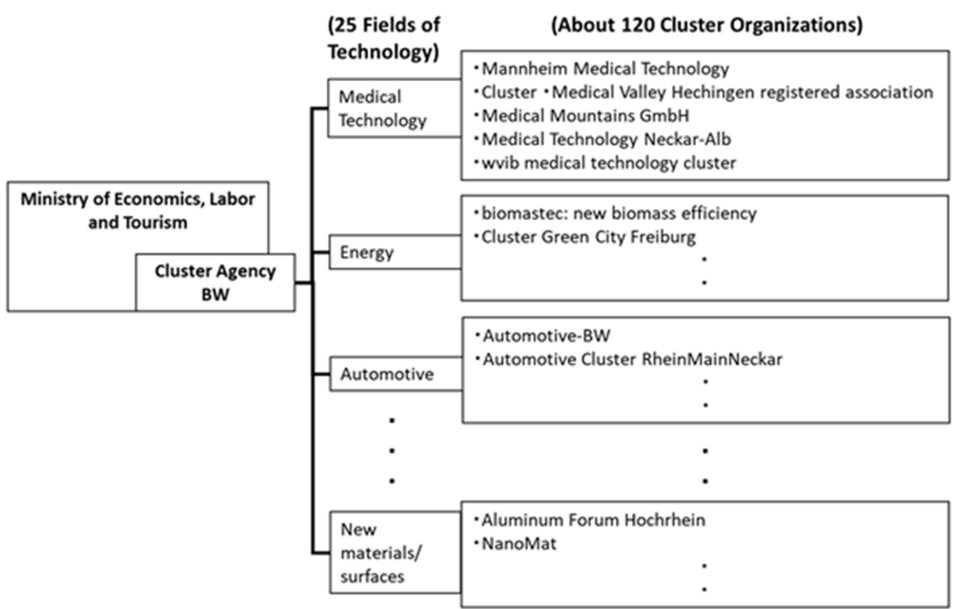 (25 Fields of
Technology)
(About 120 Cluster Organizations)
Ministry of Economics, Labor
and Tourism
Cluster Agency
BW
Medical
Technology
・Mannheim Medical Technology
・Cluster ・Medical Valley Hechingen registered association
・Medical Mountains GmbH
・Medical Technology Neckar-Alb
・wvib medical technology cluster
Energy
・biomastec: new biomass efficiency
・Cluster Green City Freiburg
Automotive
・Automotive-BW
・Automotive Cluster RheinMainNeckar
New
materials/
surfaces
・Aluminum Forum Hochrhein
・NanoMat